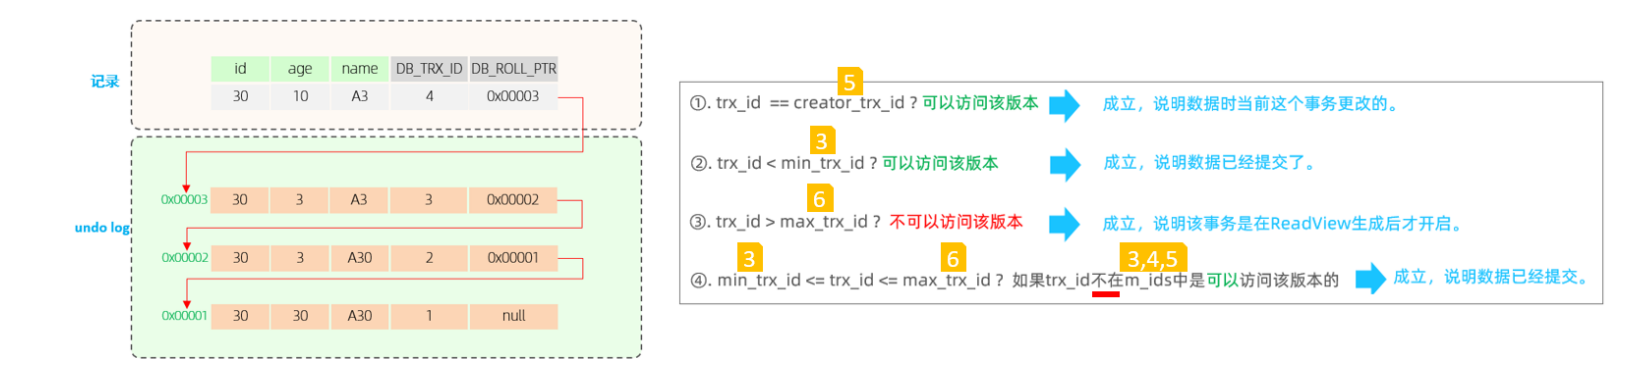 记录
id age name DB_TRX_ID DB_ROLL_PTR
30 10 A3 4 0x00003
undo log
0x00003 30 3 A3 3 0x00002
0x00002 30 3 A30 2 0x00001
0x00001 30 30 A30 1 null
5
①. trx_id == creator_trx_id ? 可以访问该版本 成立，说明数据时当前这个事务更改的。
3
②. trx_id < min_trx_id ? 可以访问该版本 成立，说明数据已经提交了。
6
③. trx_id > max_trx_id ? 不可以访问该版本 成立，说明该事务是在ReadView生成后才开启。
3 6 3,4,5
④. min_trx_id <= trx_id <= max_trx_id ? 如果trx_id不在m_ids中是可以访问该版本的 成立，说明数据已经提交。